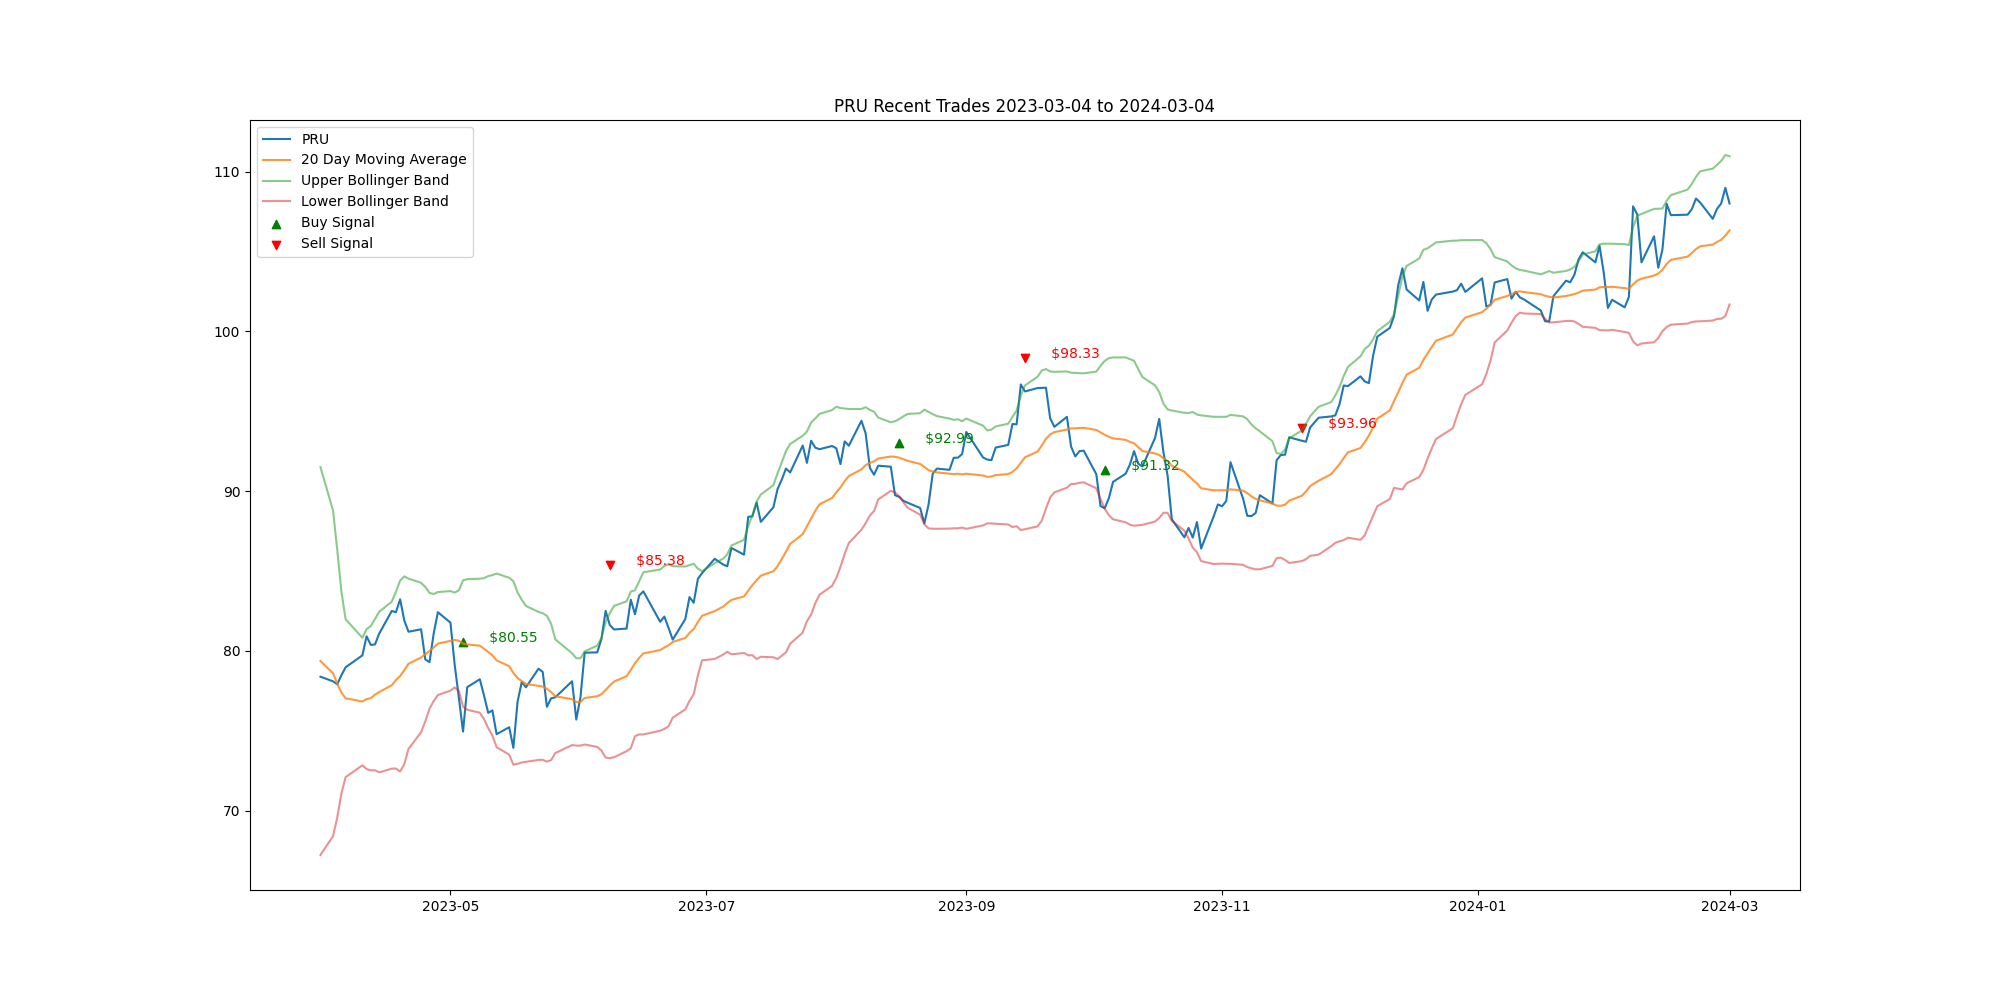 PRU Recent Trades 2023-03-04 to 2024-03-04
PRU
20 Day Moving Average
Upper Bollinger Band
Lower Bollinger Band
Buy Signal
Sell Signal
110
100
90
80
70
$98.33
$92.99
$93.96
$91.32
$85.38
$80.55
2023-05
2023-07
2023-09
2023-11
2024-01
2024-03